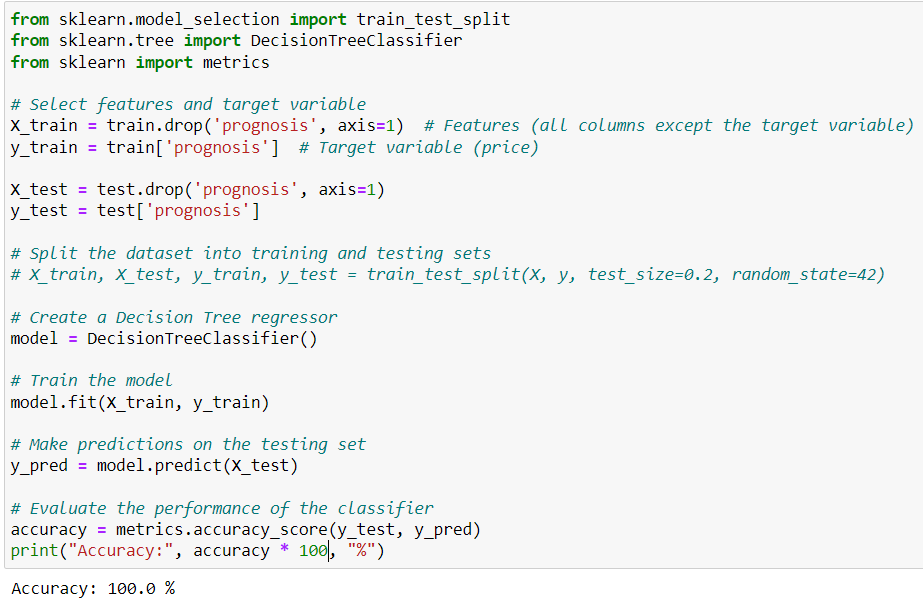 from sklearn.model_selection import train_test_split
from sklearn.tree import DecisionTreeClassifier
from sklearn import metrics
# Select features and target variable
X_train = train.drop('prognosis', axis=1)  # Features (all columns except the target variable)
y_train = train['prognosis']  # Target variable (price)
X_test = test.drop('prognosis', axis=1)
y_test = test['prognosis']
# Split the dataset into training and testing sets
# X_train, X_test, y_train, y_test = train_test_split(X, y, test_size=0.2, random_state=42)
# Create a Decision Tree regressor
model = DecisionTreeClassifier()
# Train the model
model.fit(X_train, y_train)
# Make predictions on the testing set
y_pred = model.predict(X_test)
# Evaluate the performance of the classifier
accuracy = metrics.accuracy_score(y_test, y_pred)
print("Accuracy:", accuracy * 100, "%")
Accuracy: 100.0 %